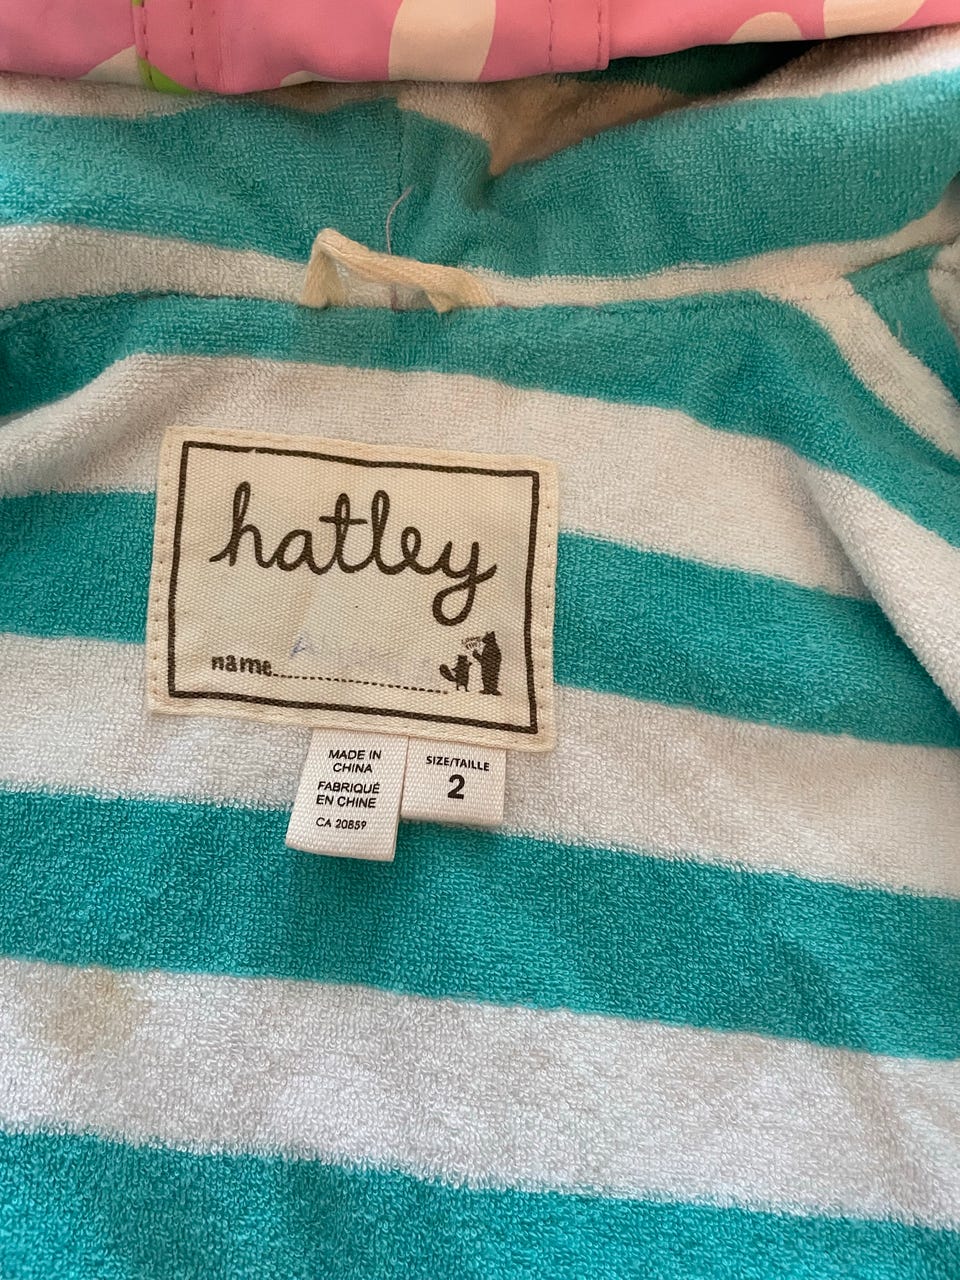 hatley
name
MADE IN
CHINA
FABRIQUÉ
EN CHINE
CA 20859
SIZE/TAILLE
2